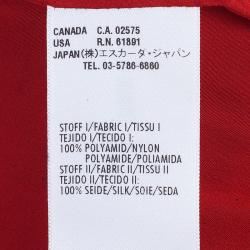 CANADA C.A. 02575
USA R.N. 61891
JAPAN(株)エスカーダ・ジャパン
TEL. 03-5786-6860
STOFF I/FABRIC I/TISSU I
TEJIDO I/TECIDO I:
100% POLYAMID/NYLON
POLYAMIDE/POLIAMIDA
STOFF II/FABRIC II/TISSU II
TEJIDO II/TECIDO II:
100% SEIDE/SILK/SOIE/SEDA